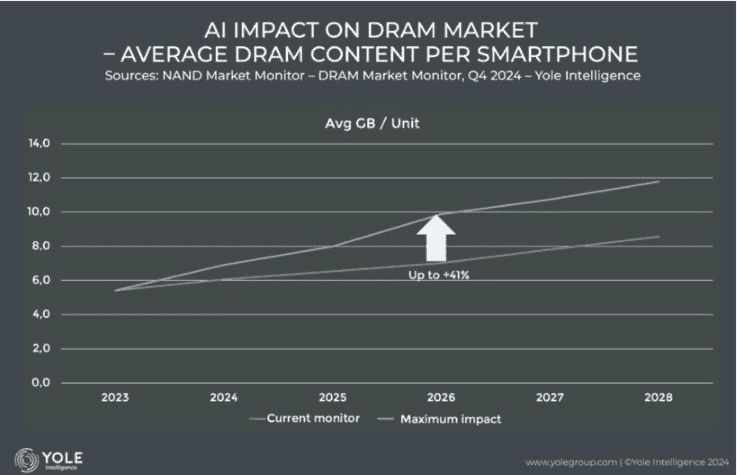 AI IMPACT ON DRAM MARKET
– AVERAGE DRAM CONTENT PER SMARTPHONE
Sources: NAND Market Monitor – DRAM Market Monitor, Q4 2024 – Yole Intelligence
Avg GB / Unit
14,0
12,0
10,0
8,0
6,0
4,0
2,0
0,0
Up to +41%
2023 2024 2025 2026 2027 2028
Current monitor Maximum impact
YOLE
Intelligence
www.yolegroup.com | ©Yole Intelligence 2024